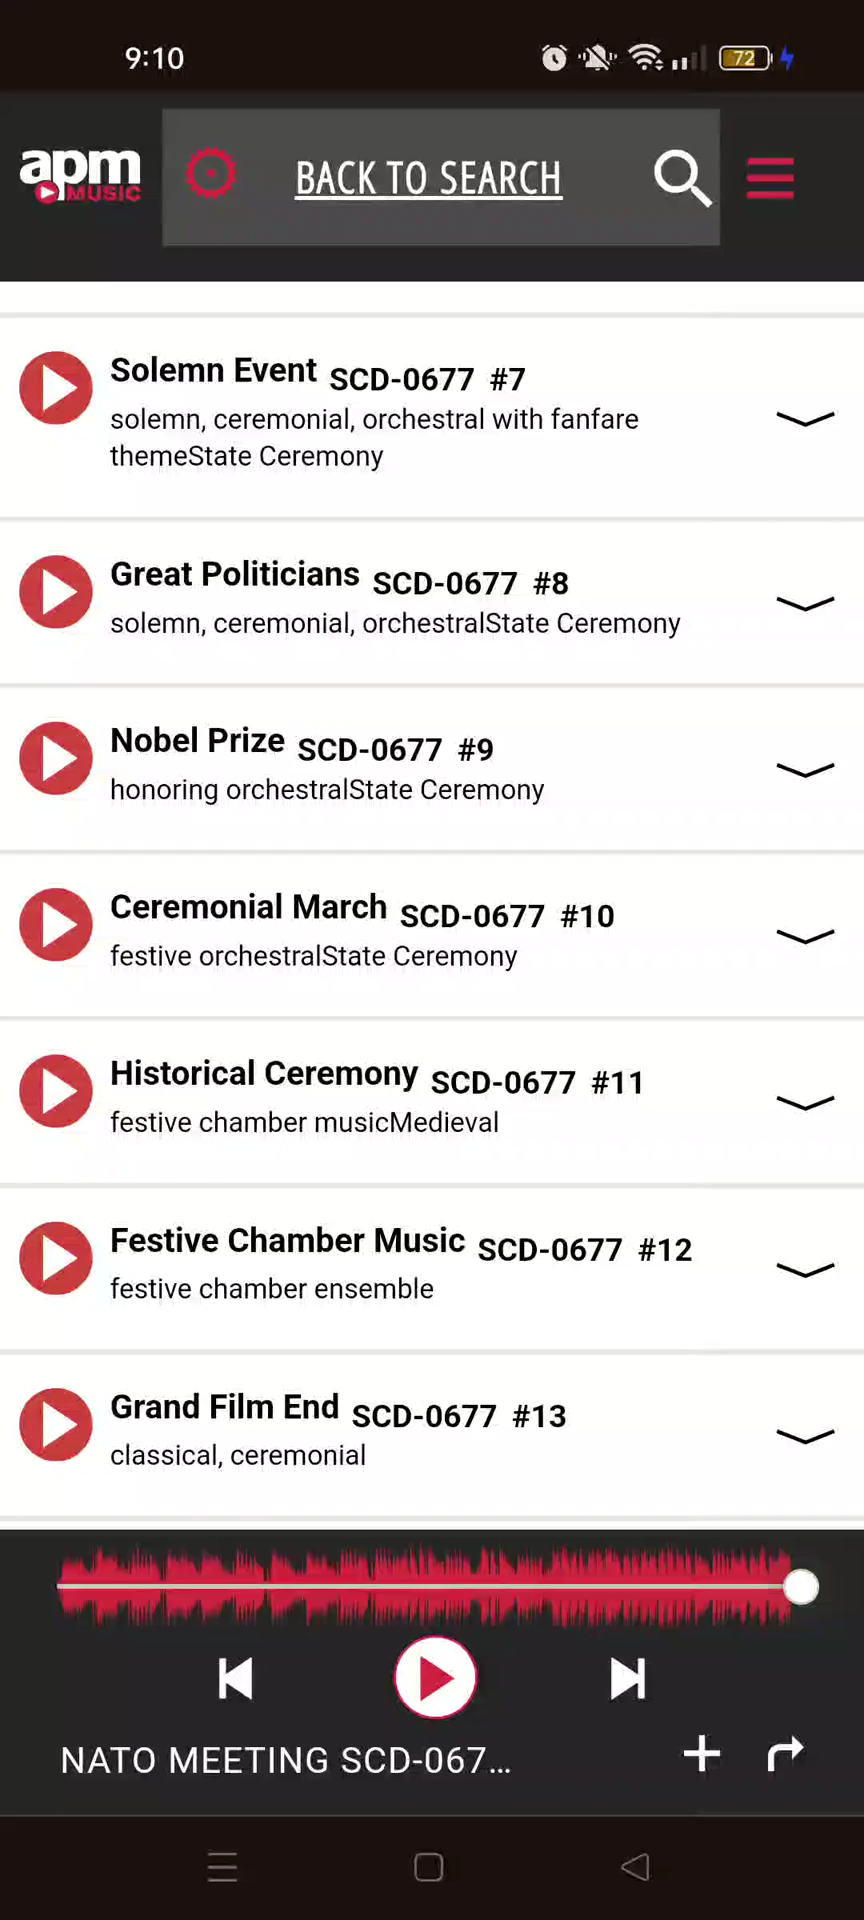 9:10
72
apm
MUSIC
BACK TO SEARCH
Solemn Event SCD-0677 #7
solemn, ceremonial, orchestral with fanfare
themeState Ceremony
Great Politicians SCD-0677 #8
solemn, ceremonial, orchestralState Ceremony
Nobel Prize SCD-0677 #9
honoring orchestralState Ceremony
Ceremonial March SCD-0677 #10
festive orchestralState Ceremony
Historical Ceremony SCD-0677 #11
festive chamber musicMedieval
Festive Chamber Music SCD-0677 #12
festive chamber ensemble
Grand Film End SCD-0677 #13
classical, ceremonial
NATO MEETING SCD-067...